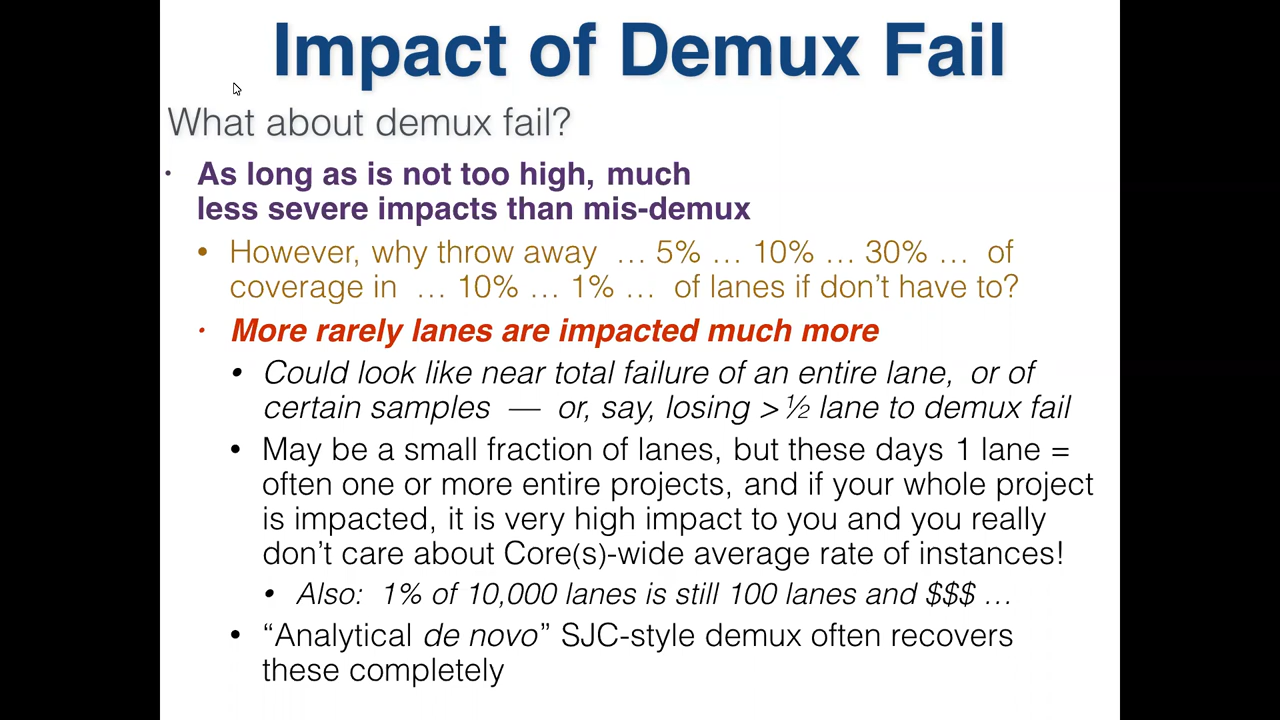 Impact of Demux Fail
What about demux fail?
• As long as is not too high, much
less severe impacts than mis-demux
• However, why throw away … 5% … 10% … 30% … of
coverage in … 10% … 1% … of lanes if don’t have to?
• More rarely lanes are impacted much more
• Could look like near total failure of an entire lane, or of
certain samples — or, say, losing >½ lane to demux fail
• May be a small fraction of lanes, but these days 1 lane =
often one or more entire projects, and if your whole project
is impacted, it is very high impact to you and you really
don’t care about Core(s)-wide average rate of instances!
• Also: 1% of 10,000 lanes is still 100 lanes and $$$ …
• “Analytical de novo” SJC-style demux often recovers
these completely